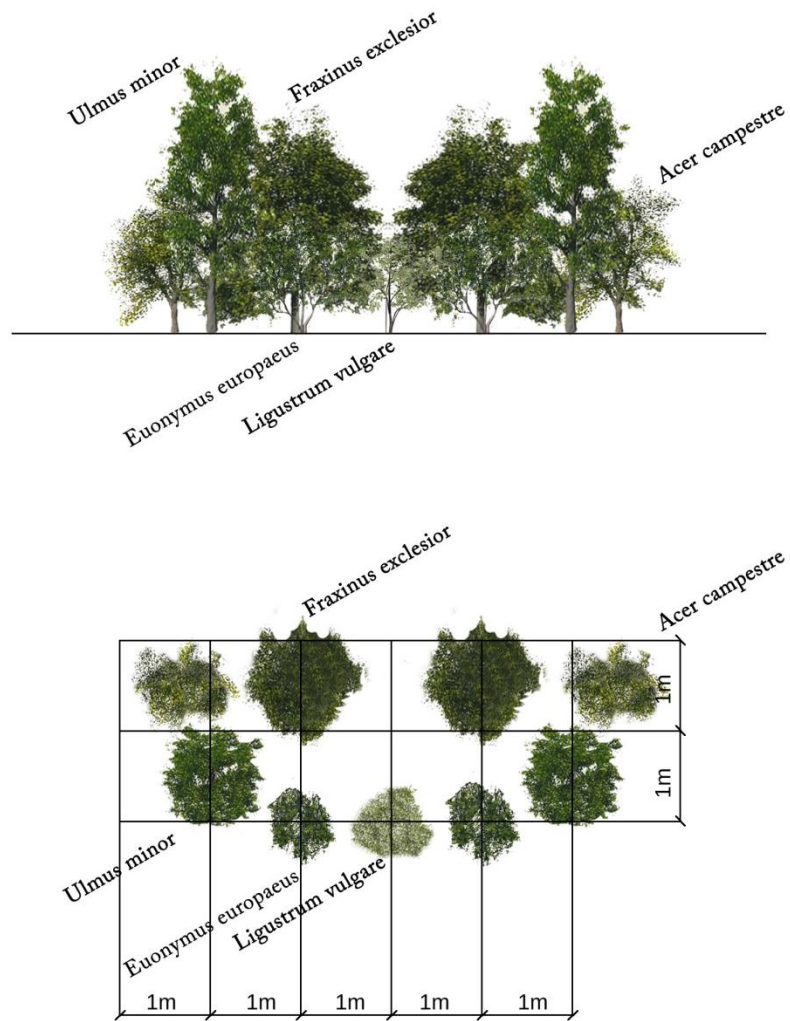 Ulmus minor
Fraxinus exclesior
Acer campestre
Euonymus europaeus
Ligustrum vulgare
Fraxinus exclesior
Acer campestre
1m
1m
Ulmus minor
Euonymus europaeus
Ligustrum vulgare
1m
1m
1m
1m
1m